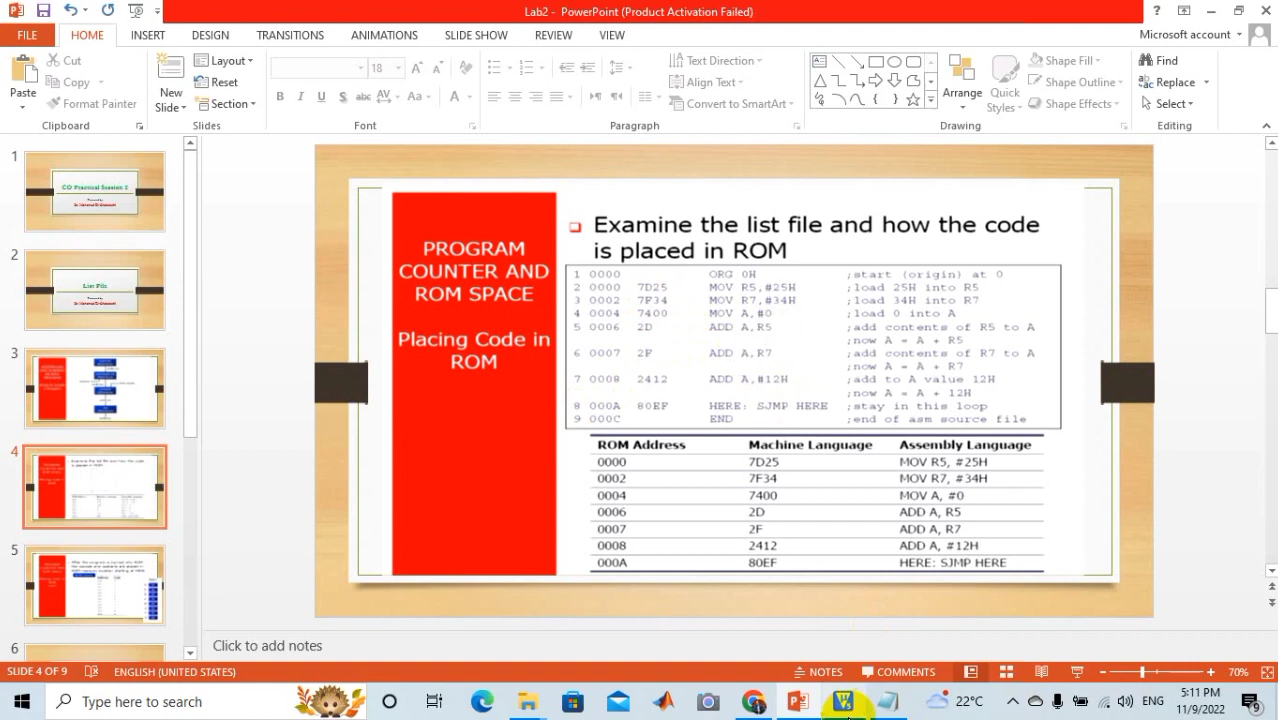 Lab2 - PowerPoint (Product Activation Failed)
FILE HOME INSERT DESIGN TRANSITIONS ANIMATIONS SLIDE SHOW REVIEW VIEW Microsoft account
Paste
Cut
Copy
Format Painter
Clipboard
New
Slide
Layout
Reset
Section
Slides
18
B I U S abc AV Aa A
Font
Paragraph
Text Direction
Align Text
Convert to SmartArt
Arrange
Quick
Styles
Drawing
Shape Fill
Shape Outline
Shape Effects
Find
Replace
Select
Editing
1
2
List File
3
4
5
6
PROGRAM
COUNTER AND
ROM SPACE
Placing Code in
ROM
Examine the list file and how the code
is placed in ROM
1 0000 ORG 0H ;start (origin) at 0
2 0000 7D25 MOV R5,#25H ;load 25H into R5
3 0002 7F34 MOV R7,#34H ;load 34H into R7
4 0004 7400 MOV A,#0 ;load 0 into A
5 0006 2D ADD A,R5 ;add contents of R5 to A
;now A = A + R5
6 0007 2F ADD A,R7 ;add contents of R7 to A
;now A = A + R7
7 0008 2412 ADD A,#12H ;add to A value 12H
;now A = A + 12H
8 000A 80EF HERE: SJMP HERE ;stay in this loop
9 000C END ;end of asm source file
ROM Address Machine Language Assembly Language
0000 7D25 MOV R5, #25H
0002 7F34 MOV R7, #34H
0004 7400 MOV A, #0
0006 2D ADD A, R5
0007 2F ADD A, R7
0008 2412 ADD A, #12H
000A 80EF HERE: SJMP HERE
Click to add notes
SLIDE 4 OF 9 ENGLISH (UNITED STATES) NOTES COMMENTS 70%
Type here to search 22°C ENG 5:11 PM
11/9/2022